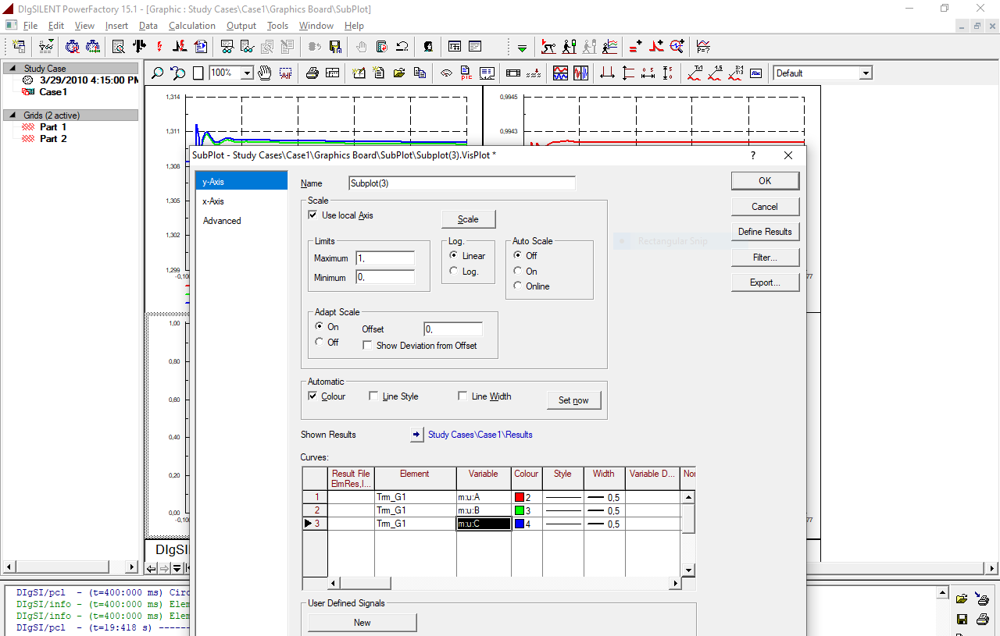 DIgSILENT PowerFactory 15.1 - [Graphic : Study Cases\Case1\Graphics Board\SubPlot]
File Edit View Insert Data Calculation Output Tools Window Help
Study Case
3/29/2010 4:15:00 PM
Case1
Grids (2 active)
Part 1
Part 2
100%
Default
1,314
1,311
1,308
1,305
1,302
1,299
-0,10
0,9945
0,9943
77
1,00
0,80
0,60
0,40
0,20
0,00
-0,10
77
DIgSIL
SubPlot - Study Cases\Case1\Graphics Board\SubPlot\Subplot(3).VisPlot *
?
y-Axis
x-Axis
Advanced
Name Subplot(3)
Scale
Use local Axis
Scale
Limits
Maximum 1,
Minimum 0,
Log.
Linear
Log.
Auto Scale
Off
On
Online
Adapt Scale
On
Off
Offset 0,
Show Deviation from Offset
Automatic
Colour
Line Style
Line Width
Set now
Shown Results
Study Cases\Case1\Results
Curves:
Result File
ElmRes,I... Element Variable Colour Style Width Variable D... Nor
1 Trm_G1 m:u:A 2 0,5
2 Trm_G1 m:u:B 3 0,5
3 Trm_G1 m:u:C 4 0,5
User Defined Signals
New
OK
Cancel
Define Results
Filter...
Export...
Rectangular Snip
DIgSI/pcl - (t=400:000 ms) Circ
DIgSI/info - (t=400:000 ms) Elem
DIgSI/info - (t=400:000 ms) Elem
DIgSI/pcl - (t=19:418 s) ------